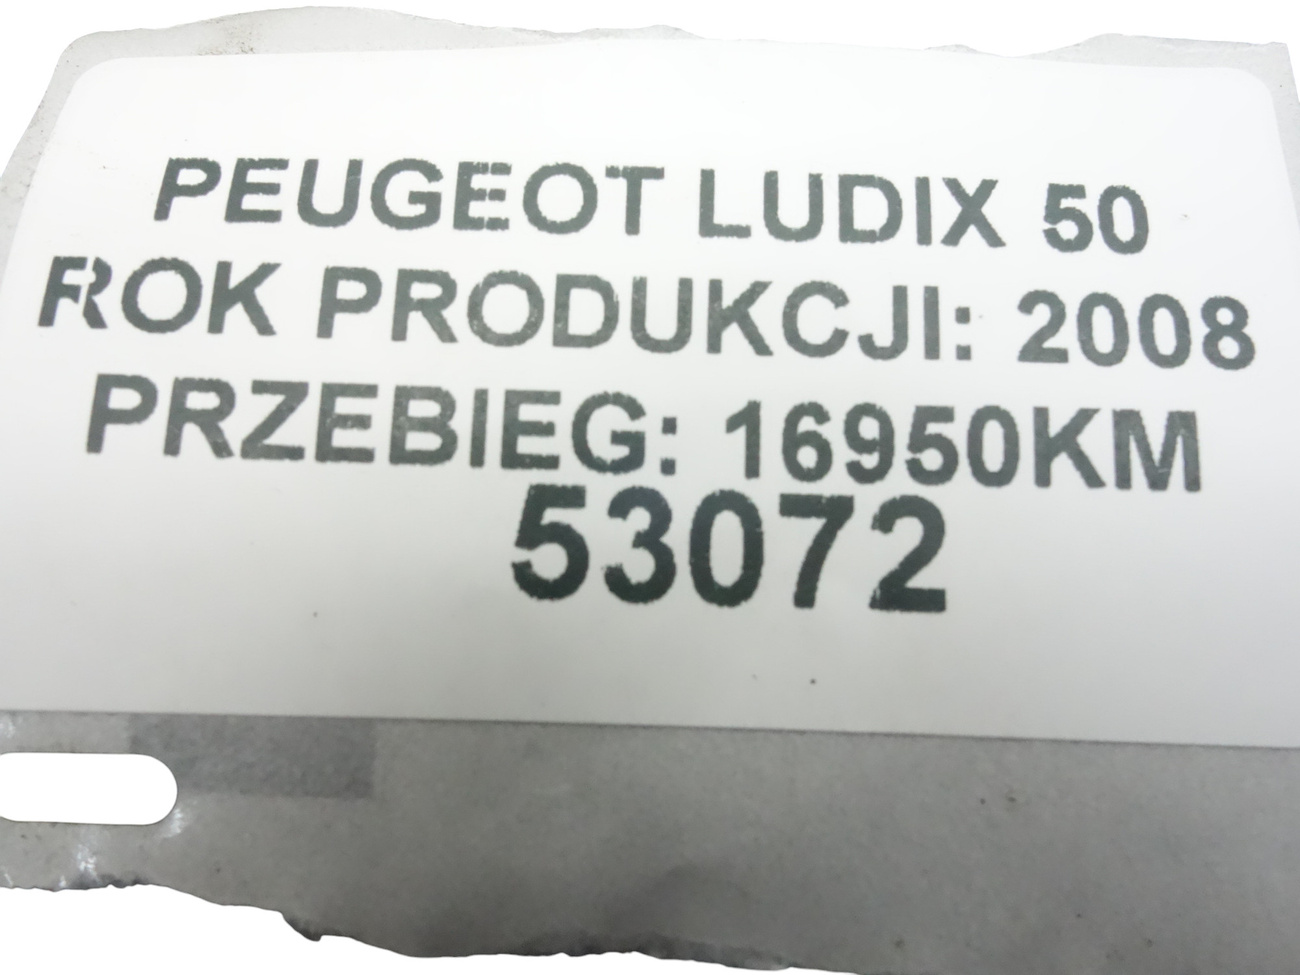 PEUGEOT LUDIX 50
ROK PRODUKCJI: 2008
PRZEBIEG: 16950KM
53072